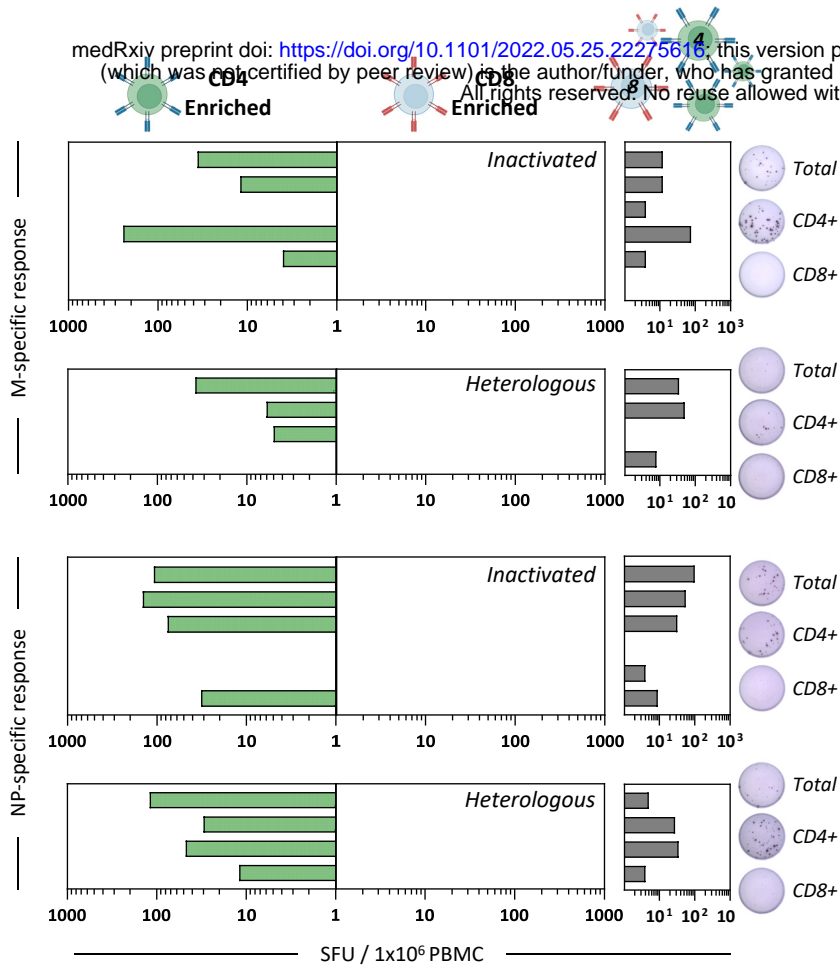 medRxiv preprint doi: https://doi.org/10.1101/2022.05.25.22275616; this version p
(which was not certified by peer review) is the author/funder, who has granted
All rights reserved. No reuse allowed wit
CD4
Enriched
CD8
Enriched
4
8
M-specific response
Inactivated
Total
CD4+
CD8+
1000 100 10 1 10 100 1000
10¹ 10² 10³
Heterologous
Total
CD4+
CD8+
1000 100 10 1 10 100 1000
10¹ 10² 10³
NP-specific response
Inactivated
Total
CD4+
CD8+
1000 100 10 1 10 100 1000
10¹ 10² 10³
Heterologous
Total
CD4+
CD8+
1000 100 10 1 10 100 1000
10¹ 10² 10³
SFU / 1x10⁶ PBMC